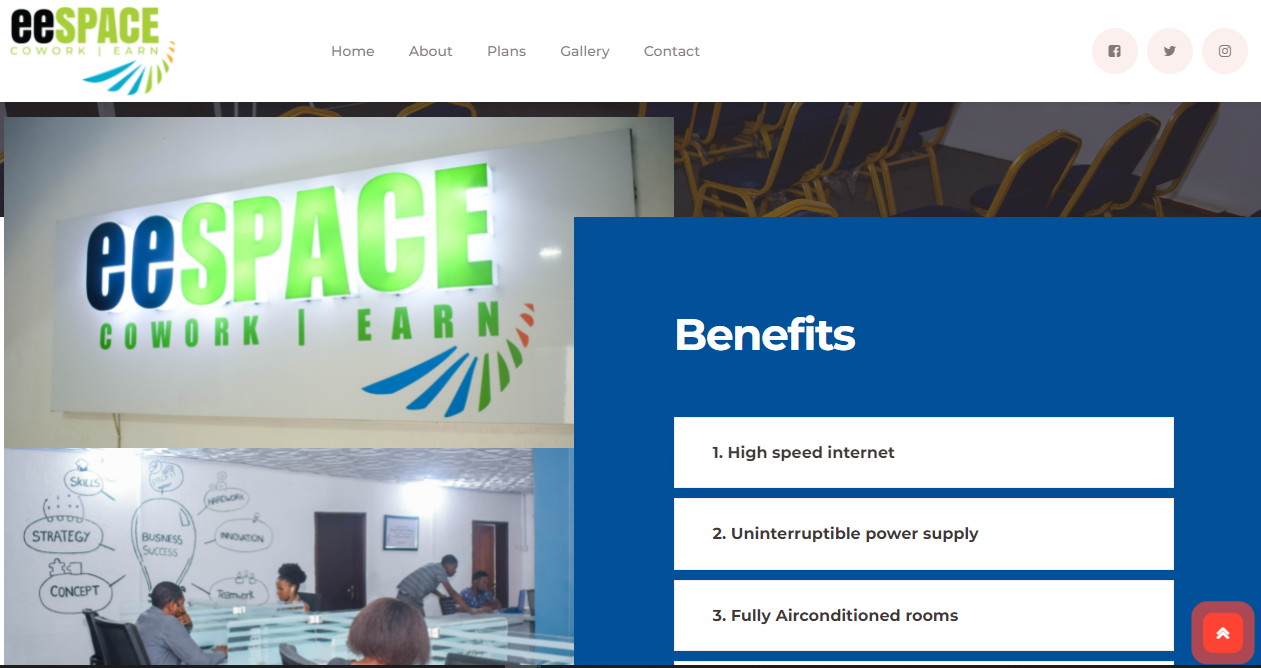 eeSPACE
COWORK | EARN
Home About Plans Gallery Contact
eeSPACE
COWORK | EARN
Benefits
1. High speed internet
2. Uninterruptible power supply
3. Fully Airconditioned rooms
SKILLS
PROFIT
HARDWORK
STRATEGY
BUSINESS
SUCCESS
INNOVATION
CONCEPT
Teamwork